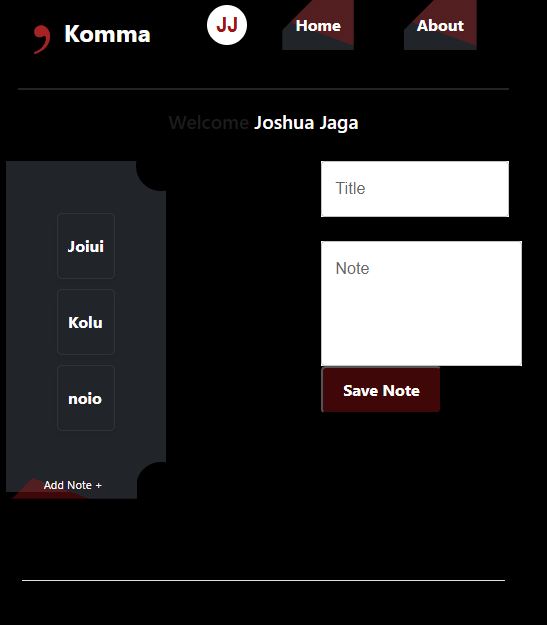 Komma
JJ
Home
About
Welcome Joshua Jaga
Joiui
Kolu
noio
Add Note +
Title
Note
Save Note